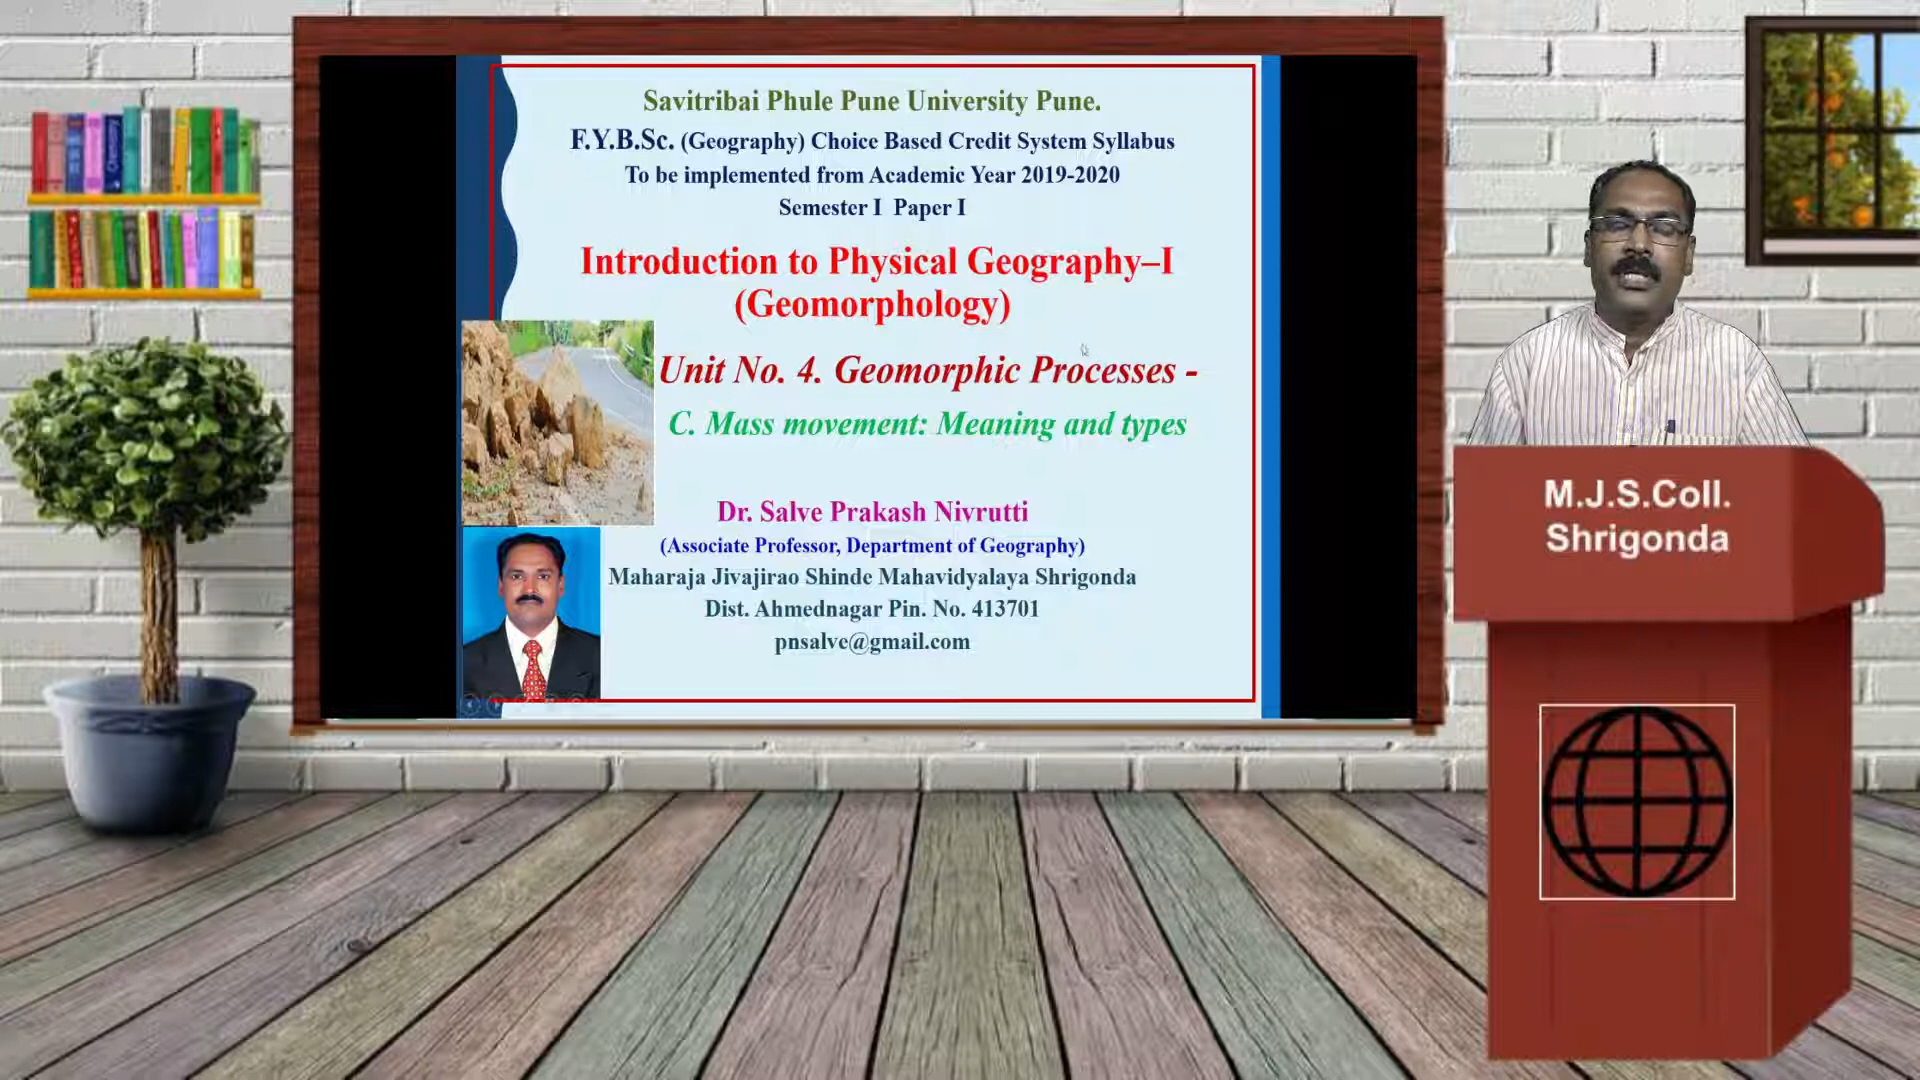 Savitribai Phule Pune University Pune.
F.Y.B.Sc. (Geography) Choice Based Credit System Syllabus
To be implemented from Academic Year 2019-2020
Semester I Paper I
Introduction to Physical Geography–I
(Geomorphology)
Unit No. 4. Geomorphic Processes -
C. Mass movement: Meaning and types
Dr. Salve Prakash Nivrutti
(Associate Professor, Department of Geography)
Maharaja Jivajirao Shinde Mahavidyalaya Shrigonda
Dist. Ahmednagar Pin. No. 413701
pnsalve@gmail.com
M.J.S.Coll.
Shrigonda